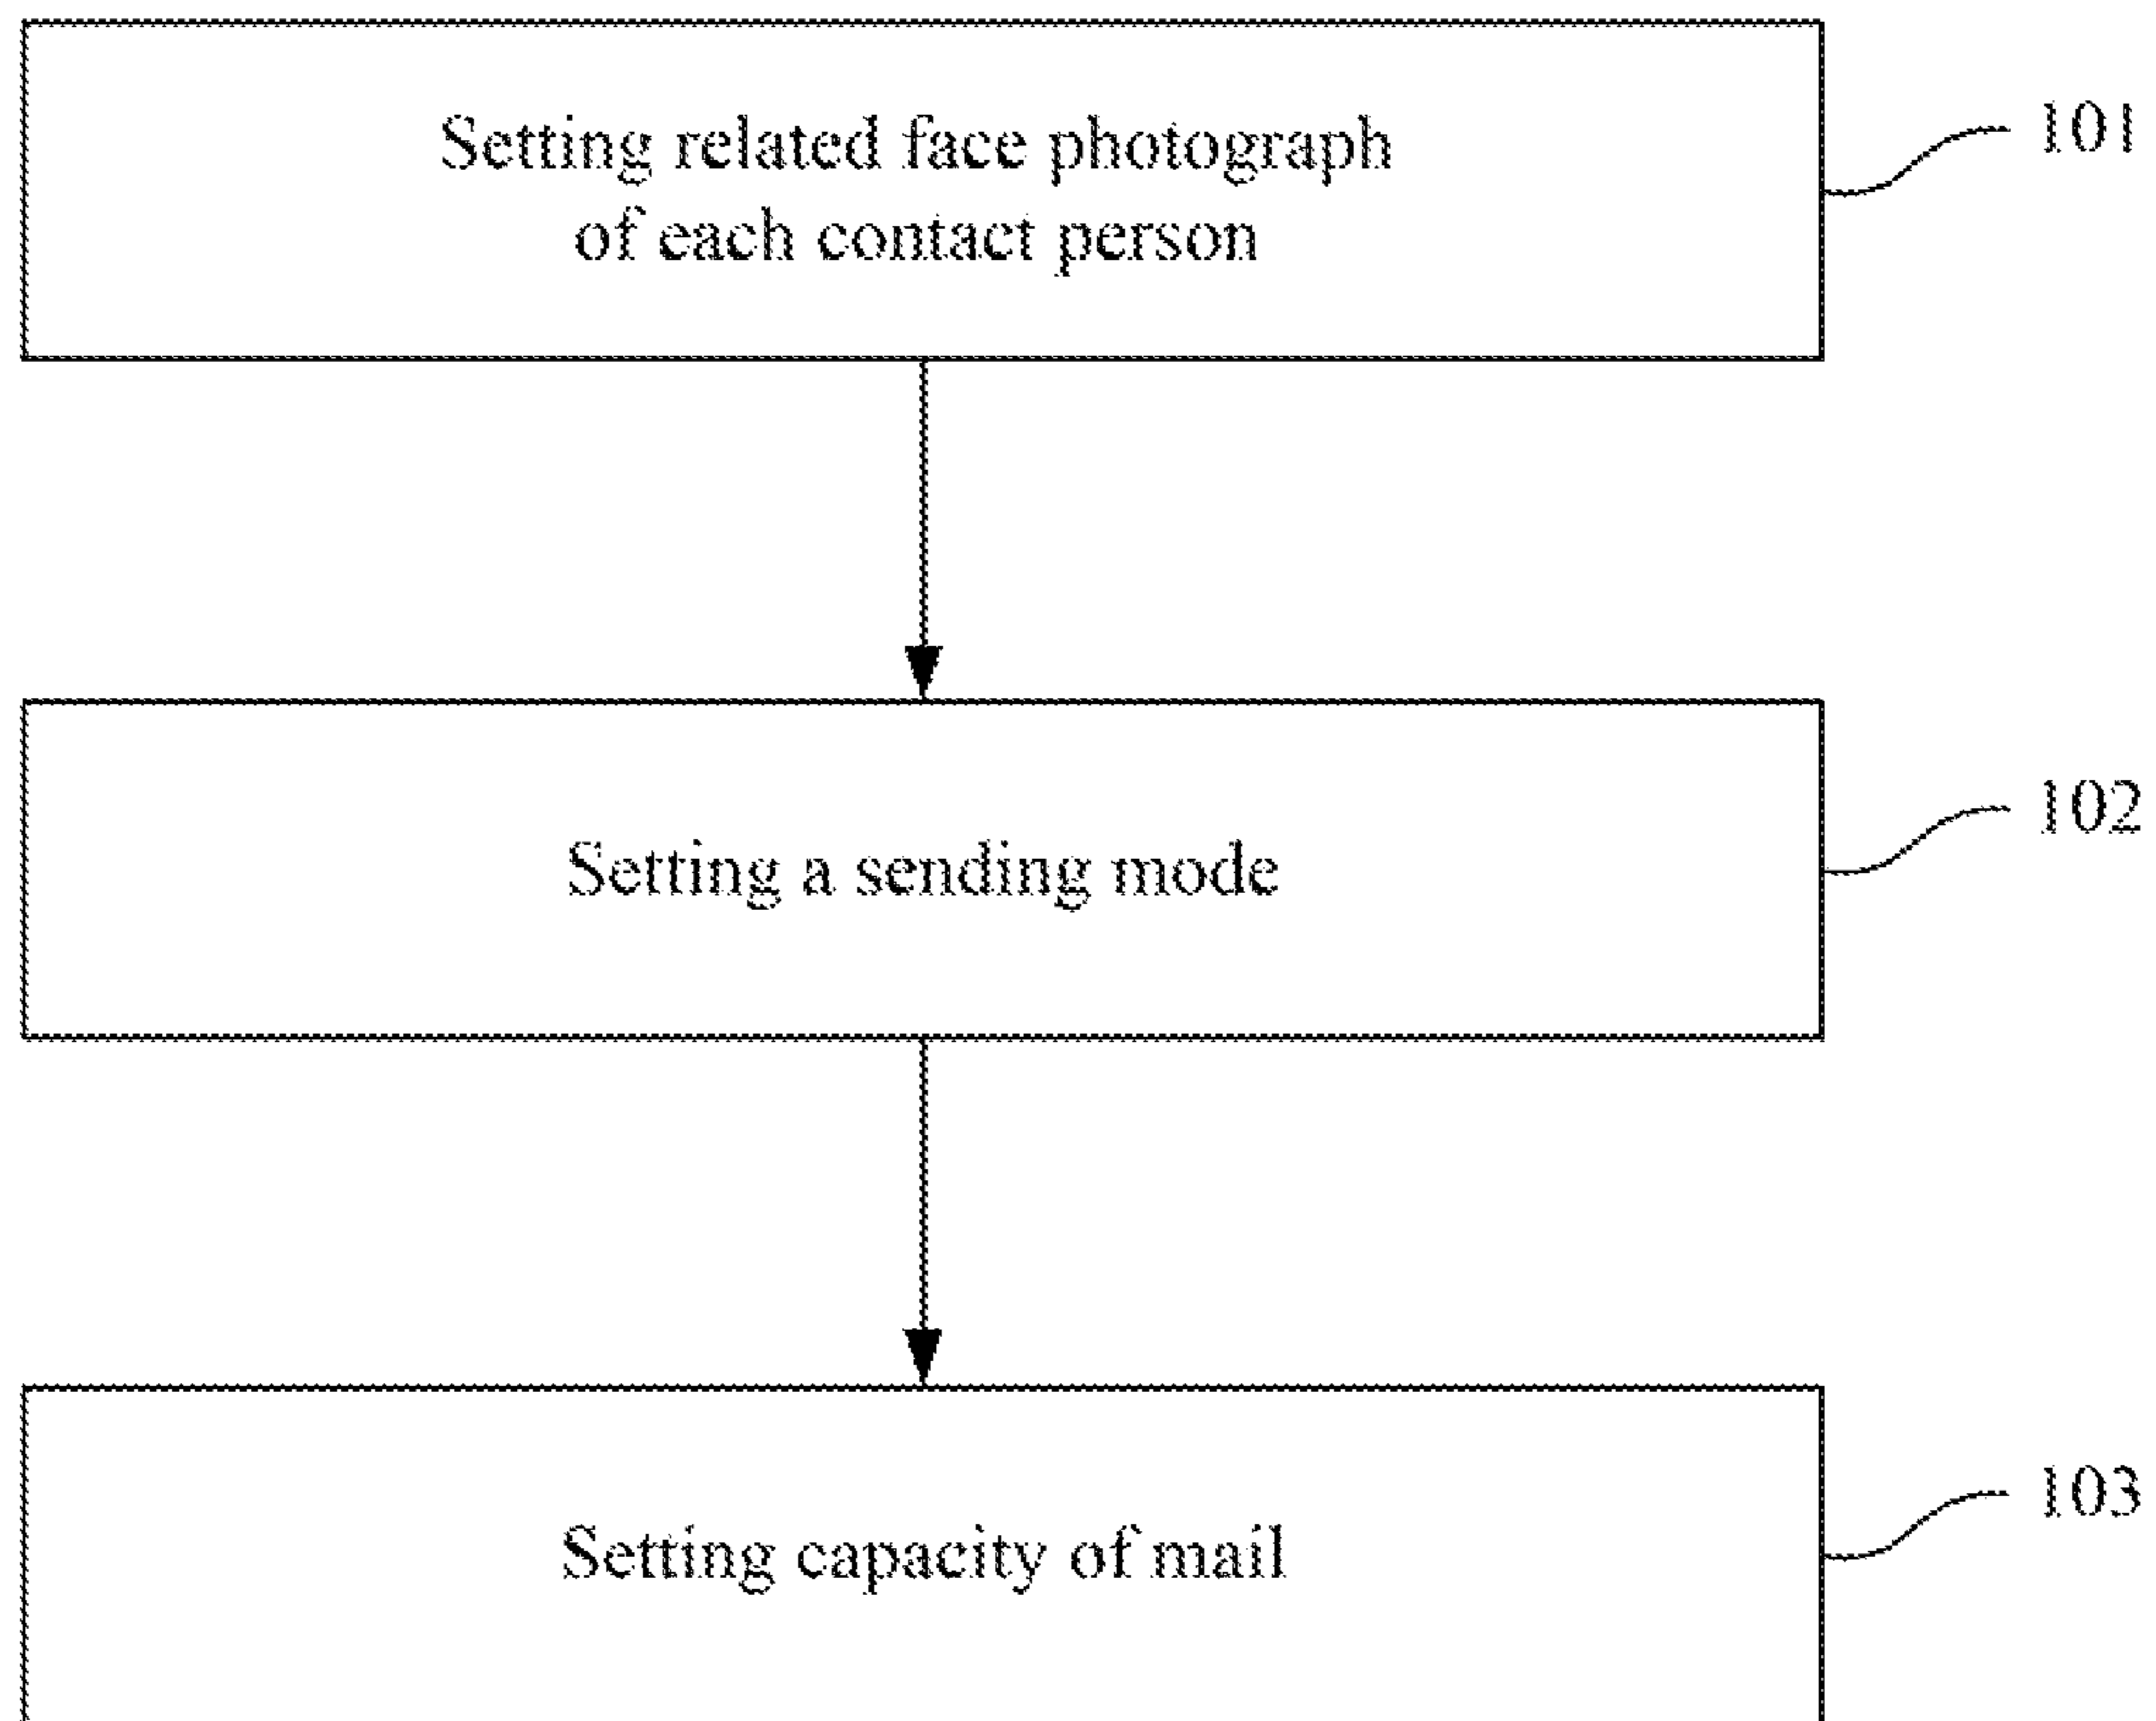 Setting related face photograph
of each contact person
101
Setting a sending mode
102
Setting capacity of mail
103